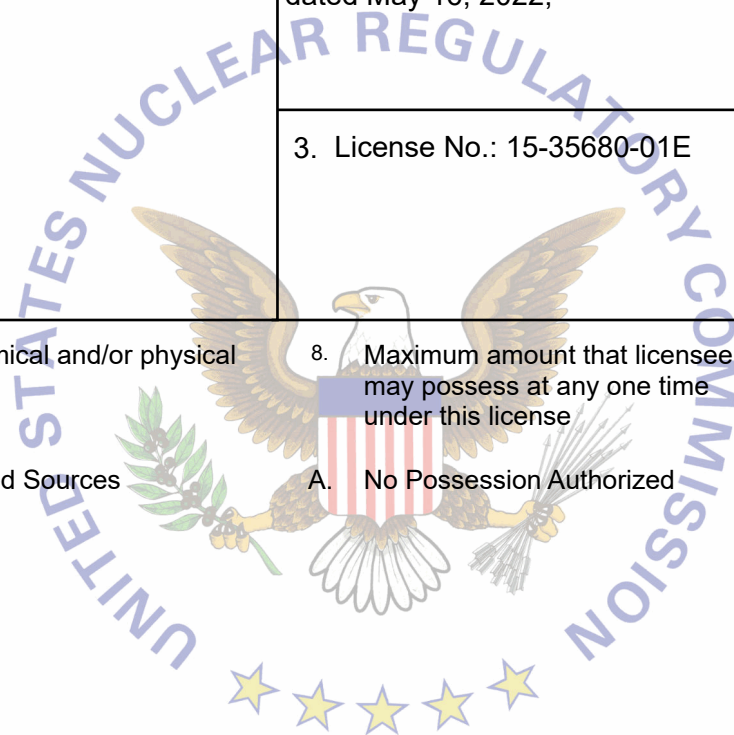 dated May 16, 2022,
3. License No.: 15-35680-01E
UNITED STATES NUCLEAR REGULATORY COMMISSION
mical and/or physical
8. Maximum amount that licensee
may possess at any one time
under this license
d Sources
A. No Possession Authorized